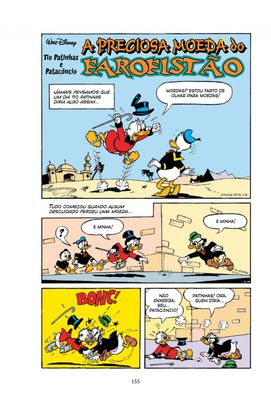 WALT DISNEY
A PRECIOSA MOEDA do
Tio Patinhas
e
Patacôncio
FAROFISTÃO
JAMAIS PENSAMOS QUE
UM DIA TIO PATINHAS
DIRIA ALGO ASSIM...
MOEDAS? ESTOU FARTO DE
OLHAR PARA MOEDAS!
TUDO COMEÇOU QUANDO ALGUM
DESCUIDADO PERDEU UMA MOEDA...
É MINHA!
É MINHA!
BONC!
NÃO
ENXERGA,
SEU...
PATACÔNCIO!
PATINHAS! ORA,
QUEM DIRIA...
155